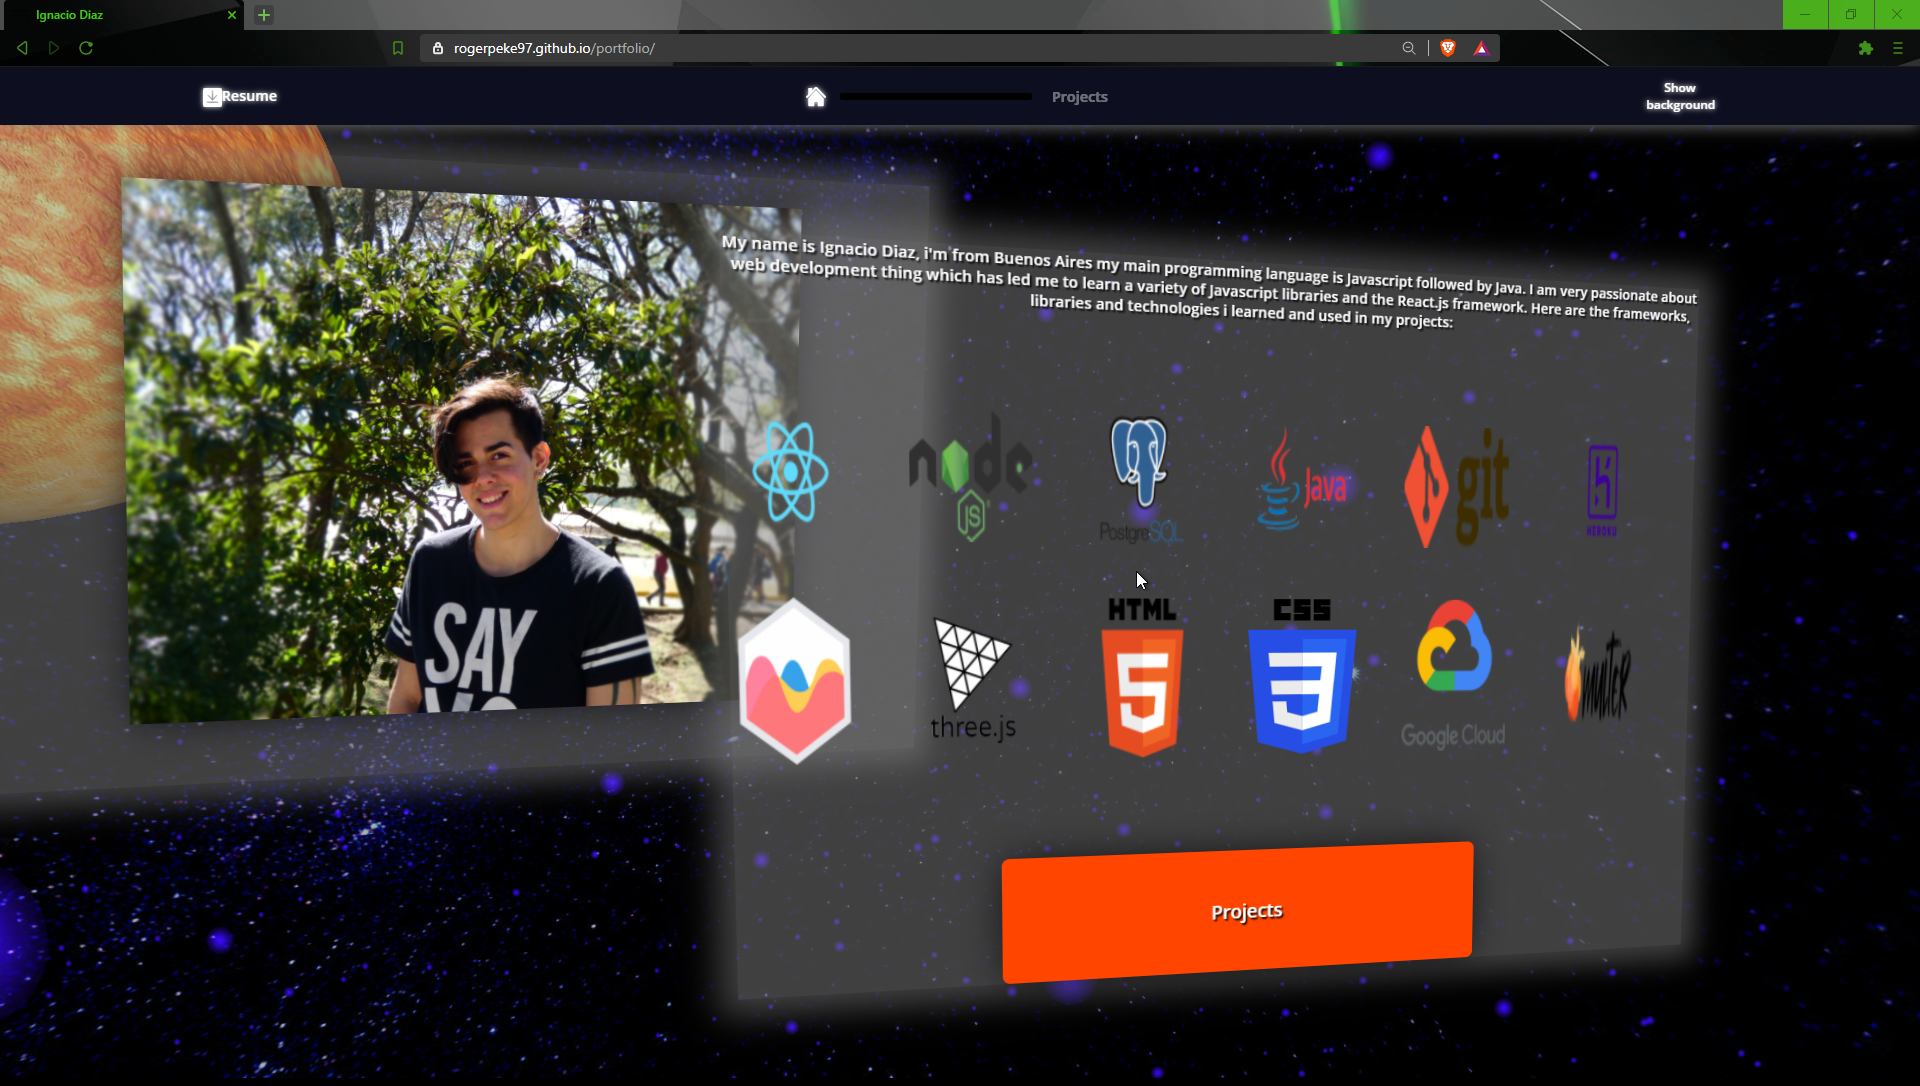 Ignacio Diaz
rogerpeke97.github.io/portfolio/
Resume
Projects
Show
background
My name is Ignacio Diaz, i'm from Buenos Aires my main programming language is Javascript followed by Java. I am very passionate about
web development thing which has led me to learn a variety of Javascript libraries and the React.js framework. Here are the frameworks,
libraries and technologies i learned and used in my projects:
node
JS
PostgreSQL
Java
git
HEROKU
SAY
three.js
HTML
5
CSS
3
Google Cloud
Projects